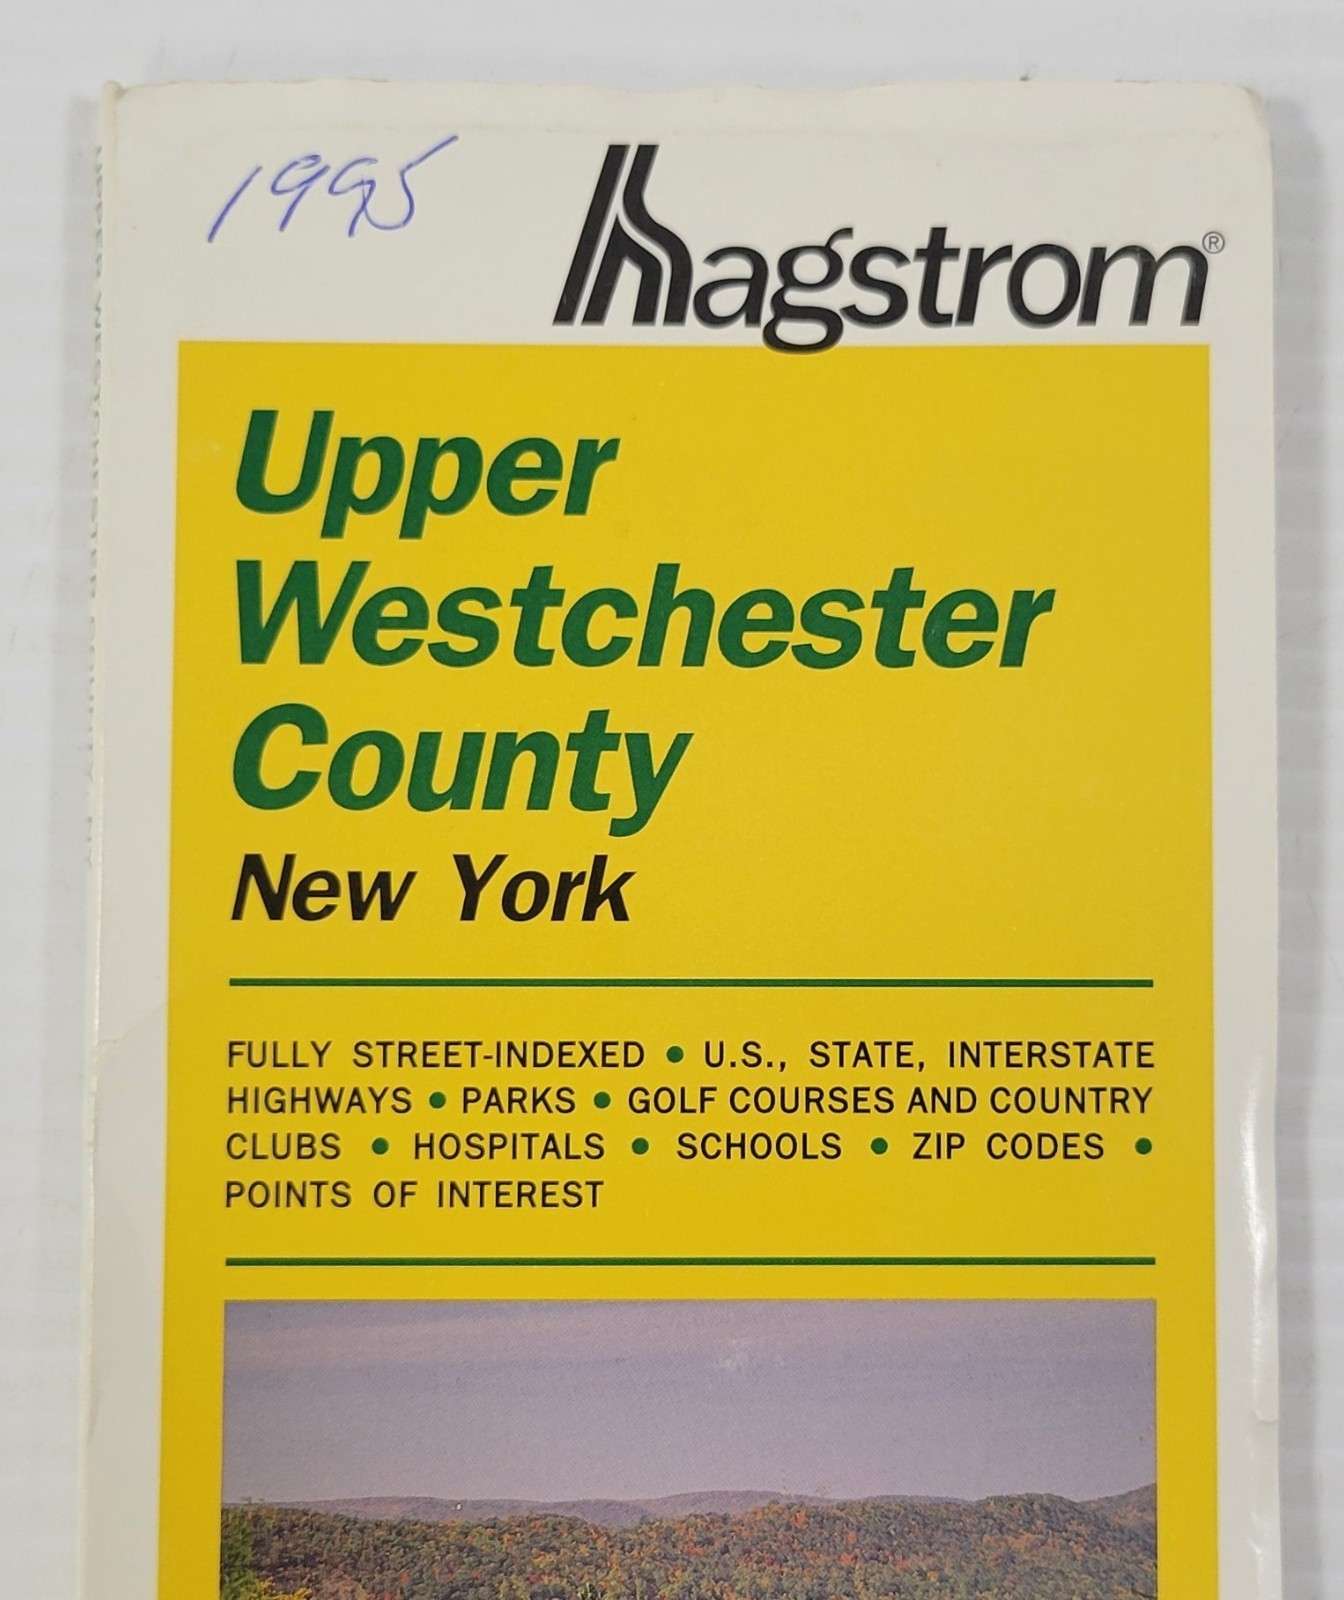 1995
hagstrom®
Upper
Westchester
County
New York
FULLY STREET-INDEXED • U.S., STATE, INTERSTATE
HIGHWAYS • PARKS • GOLF COURSES AND COUNTRY
CLUBS • HOSPITALS • SCHOOLS • ZIP CODES •
POINTS OF INTEREST